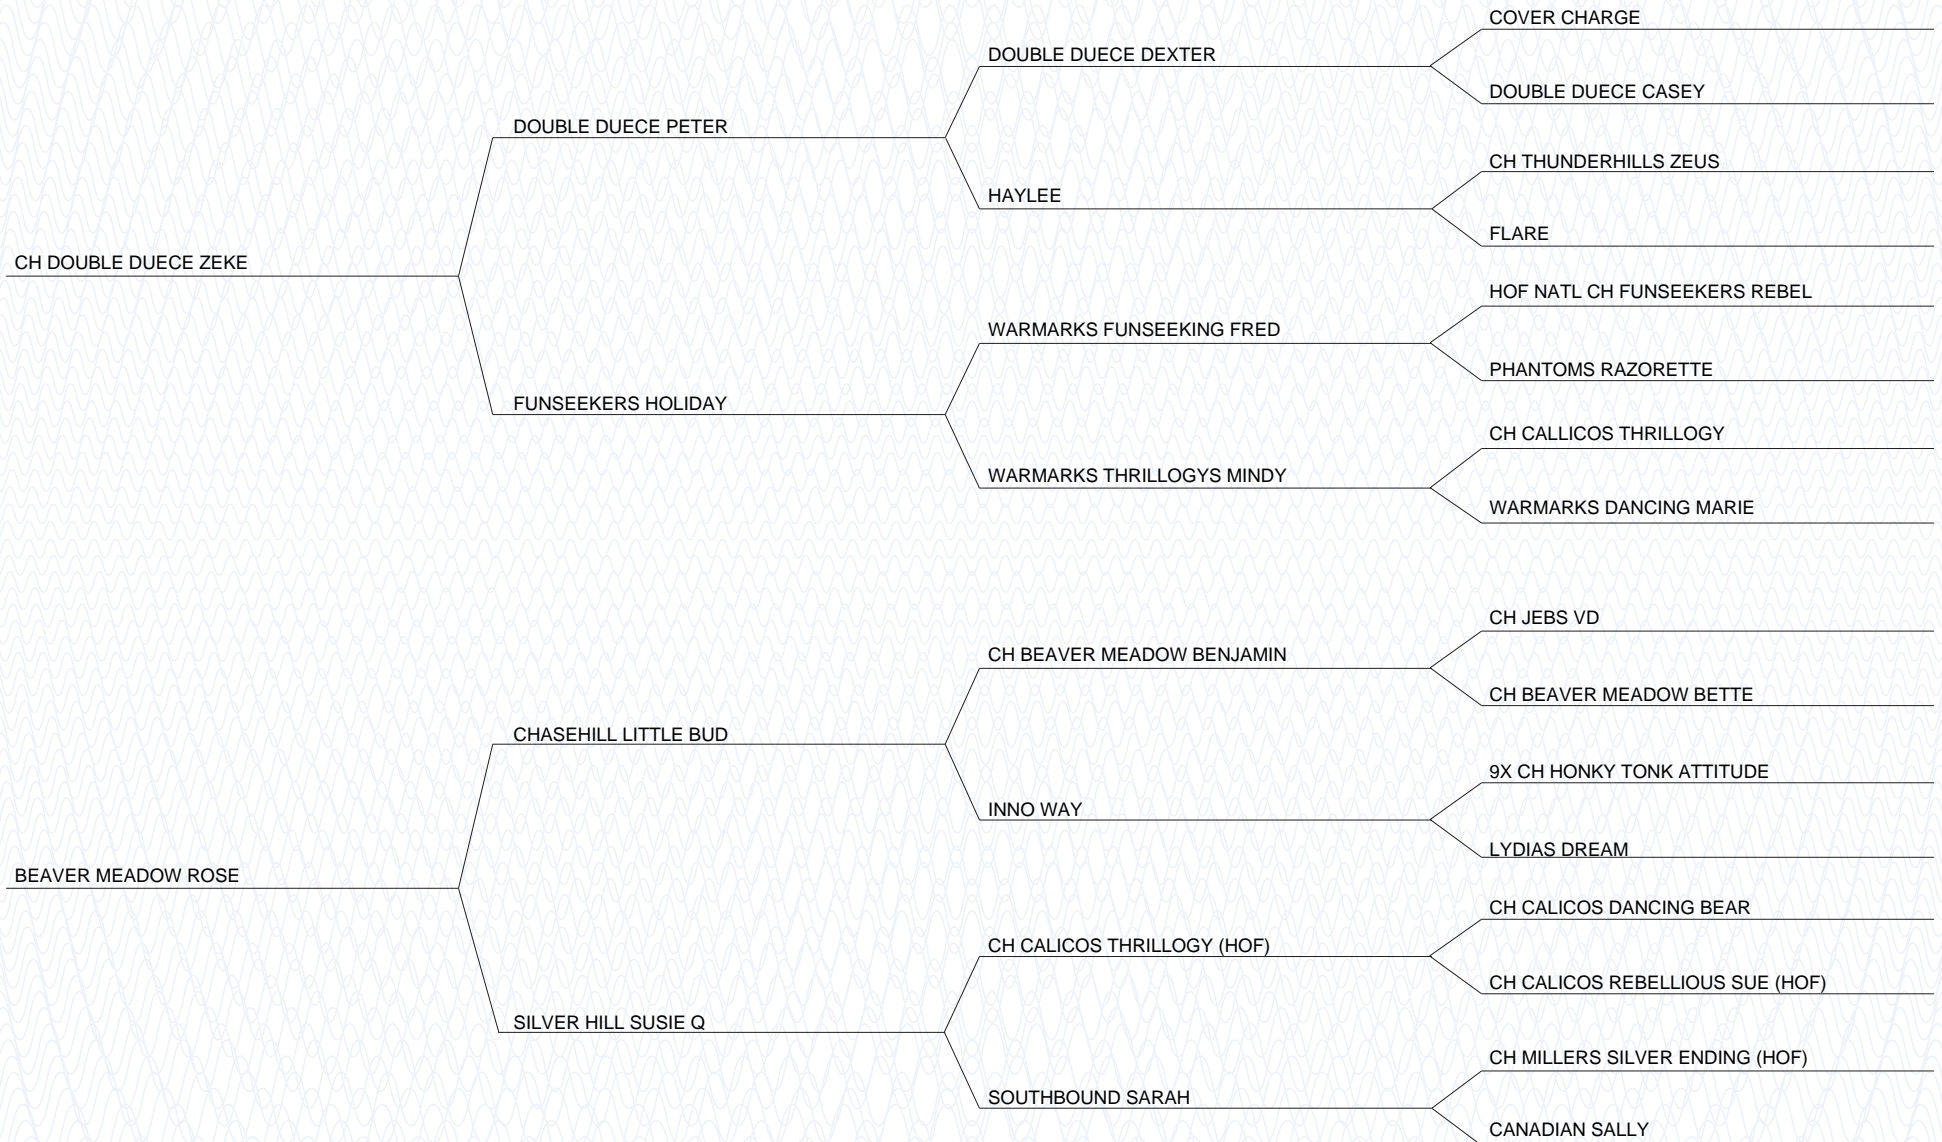 COVER CHARGE
DOUBLE DUECE DEXTER
DOUBLE DUECE CASEY
DOUBLE DUECE PETER
CH THUNDERHILLS ZEUS
HAYLEE
FLARE
CH DOUBLE DUECE ZEKE
HOF NATL CH FUNSEEKERS REBEL
WARMARKS FUNSEEKING FRED
PHANTOMS RAZORETTE
FUNSEEKERS HOLIDAY
CH CALLICOS THRILLOGY
WARMARKS THRILLOGYS MINDY
WARMARKS DANCING MARIE
CH JEBS VD
CH BEAVER MEADOW BENJAMIN
CH BEAVER MEADOW BETTE
CHASEHILL LITTLE BUD
9X CH HONKY TONK ATTITUDE
INNO WAY
LYDIAS DREAM
BEAVER MEADOW ROSE
CH CALICOS DANCING BEAR
CH CALICOS THRILLOGY (HOF)
CH CALICOS REBELLIOUS SUE (HOF)
SILVER HILL SUSIE Q
CH MILLERS SILVER ENDING (HOF)
SOUTHBOUND SARAH
CANADIAN SALLY